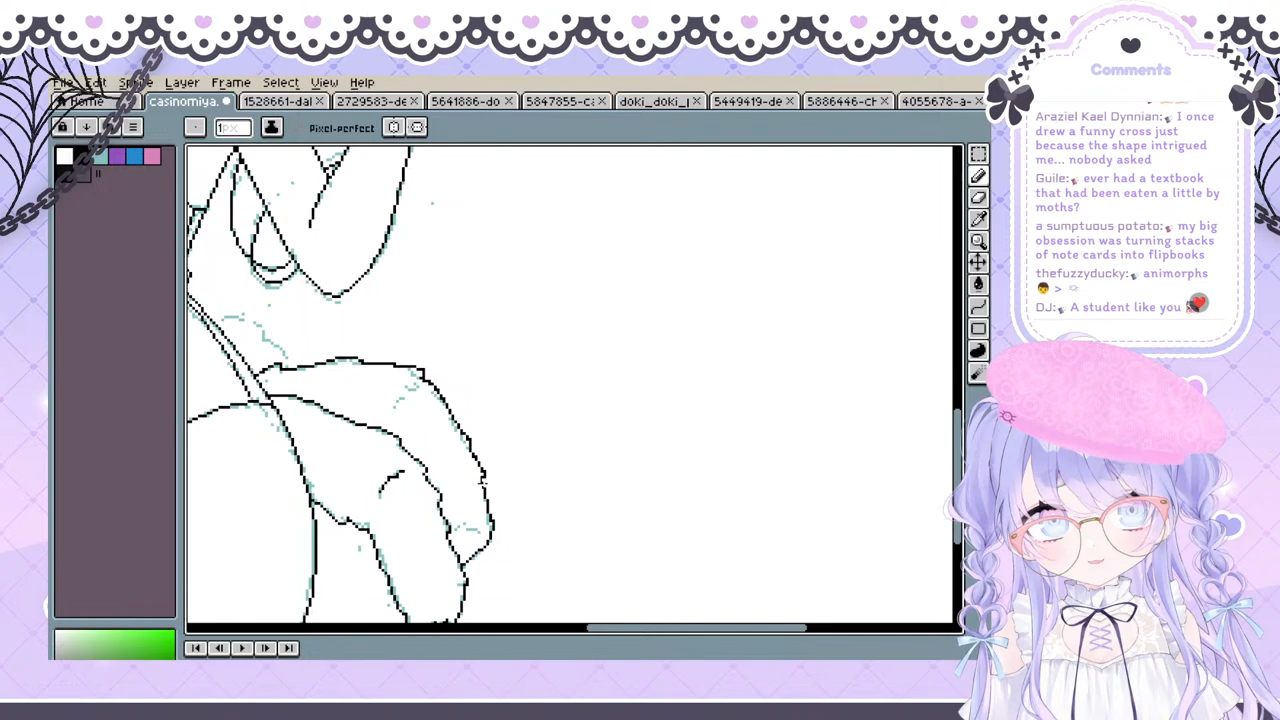 File Edit Sprite Layer Frame Select View Help
Home
casinomiya.
1528661-dal
2729583-de
5641886-do
5847855-c
doki_doki_
5449419-de
5886446-c
4055678-a-
1px
Pixel-perfect
Comments
Araziel Kael Dynnian: I once
drew a funny cross just
because the shape intrigued
me... nobody asked
Guile: ever had a textbook
that had been eaten a little by
moths?
a sumptuous potato: my big
obsession was turning stacks
of note cards into flipbooks
thefuzzyducky: animorphs
👦 >
DJ: A student like you